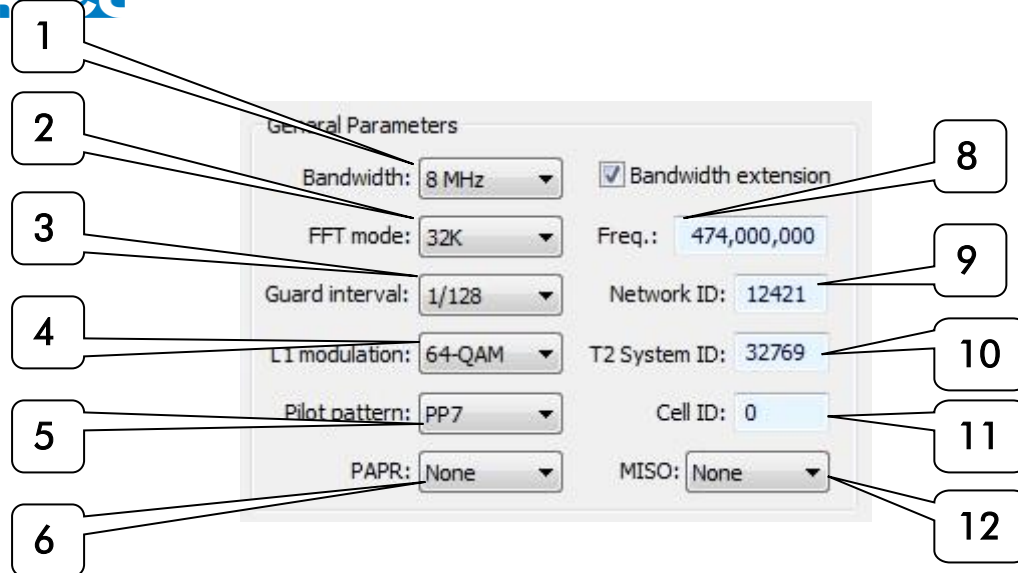 1
2
3
4
5
6
General Parameters
Bandwidth: 8 MHz
Bandwidth extension
FFT mode: 32K
Freq.: 474,000,000
Guard interval: 1/128
Network ID: 12421
L1 modulation: 64-QAM
T2 System ID: 32769
Pilot pattern: PP7
Cell ID: 0
PAPR: None
MISO: None
8
9
10
11
12